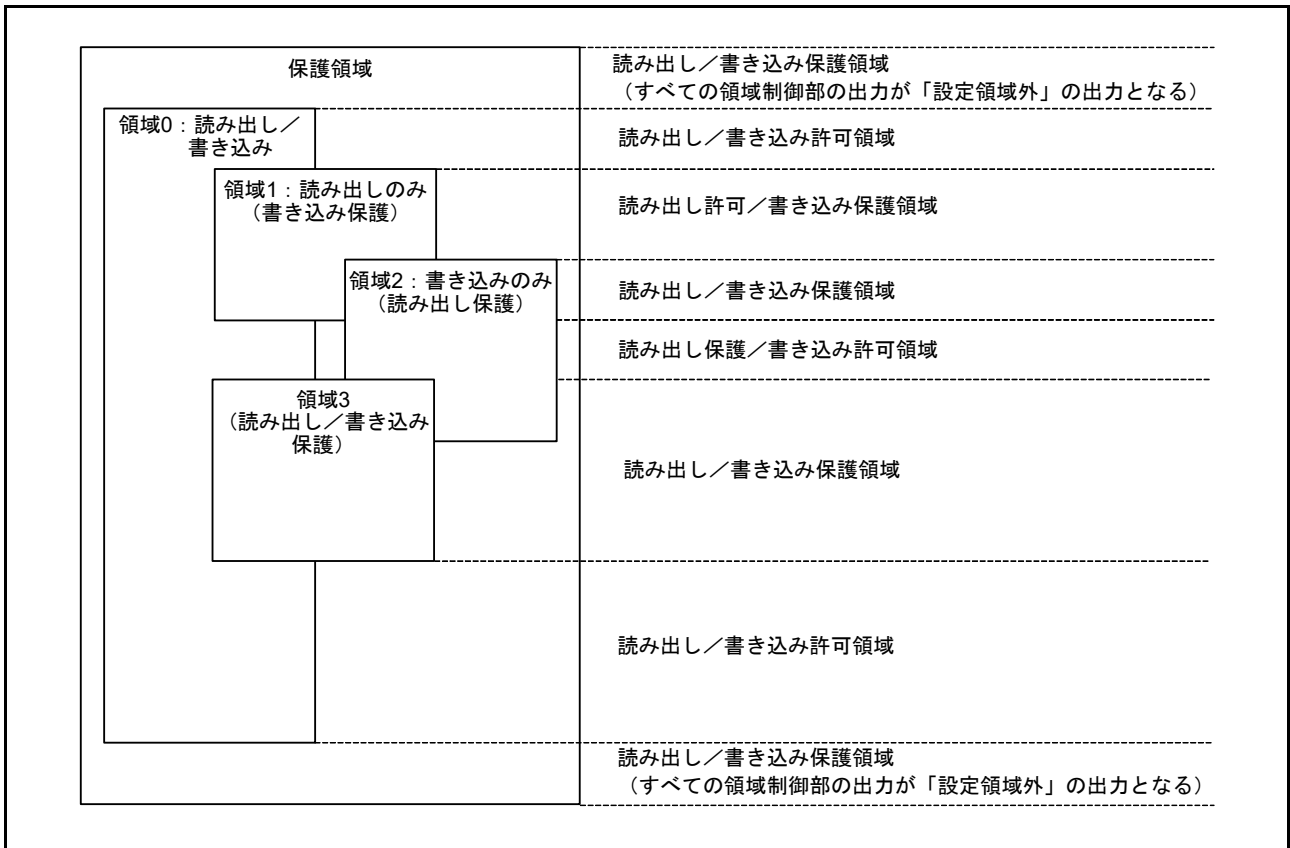 保護領域
読み出し／書き込み保護領域
（すべての領域制御部の出力が「設定領域外」の出力となる）
領域0：読み出し／
書き込み
読み出し／書き込み許可領域
領域1：読み出しのみ
（書き込み保護）
読み出し許可／書き込み保護領域
領域2：書き込みのみ
（読み出し保護）
読み出し／書き込み保護領域
読み出し保護／書き込み許可領域
領域3
（読み出し／書き込み
保護）
読み出し／書き込み保護領域
読み出し／書き込み許可領域
読み出し／書き込み保護領域
（すべての領域制御部の出力が「設定領域外」の出力となる）